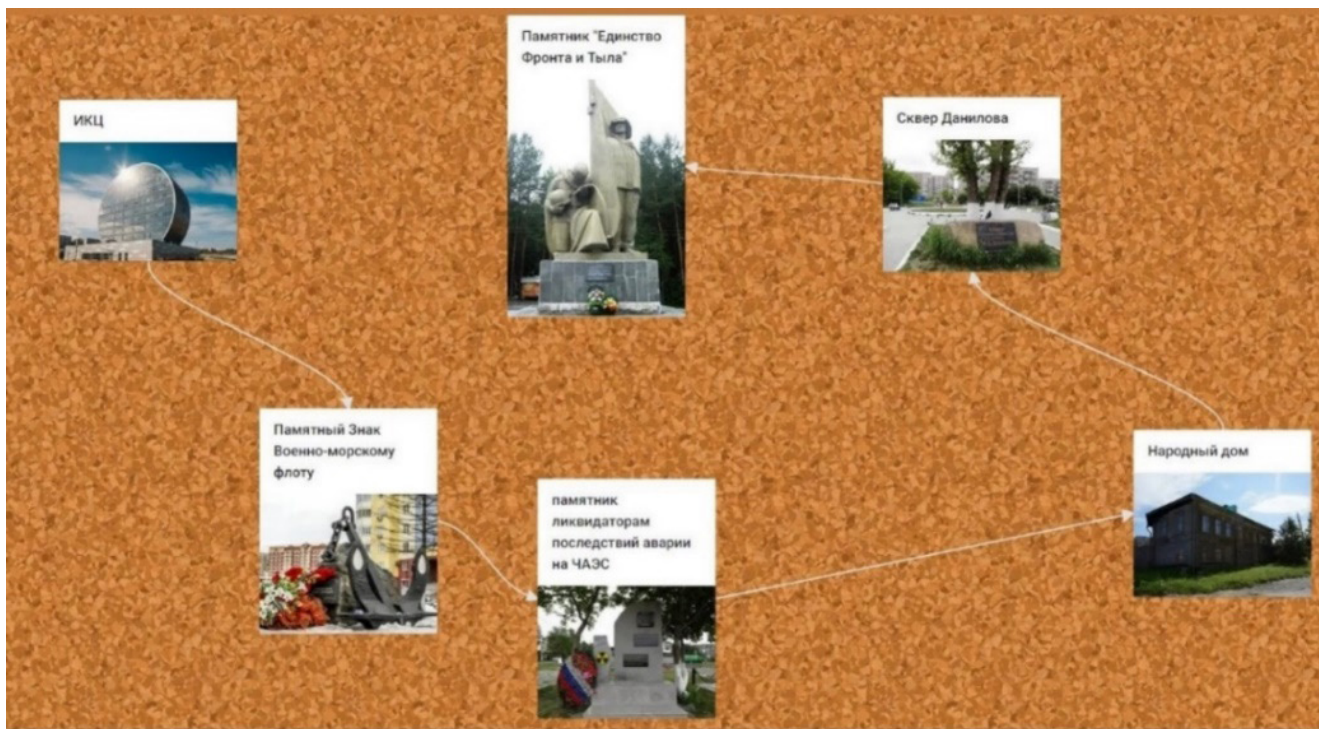 Памятник "Единство
Фронта и Тыла"
ИКЦ
Сквер Данилова
Памятный Знак
Военно-морскому
флоту
памятник
ликвидаторам
последствий аварии
на ЧАЭС
Народный дом